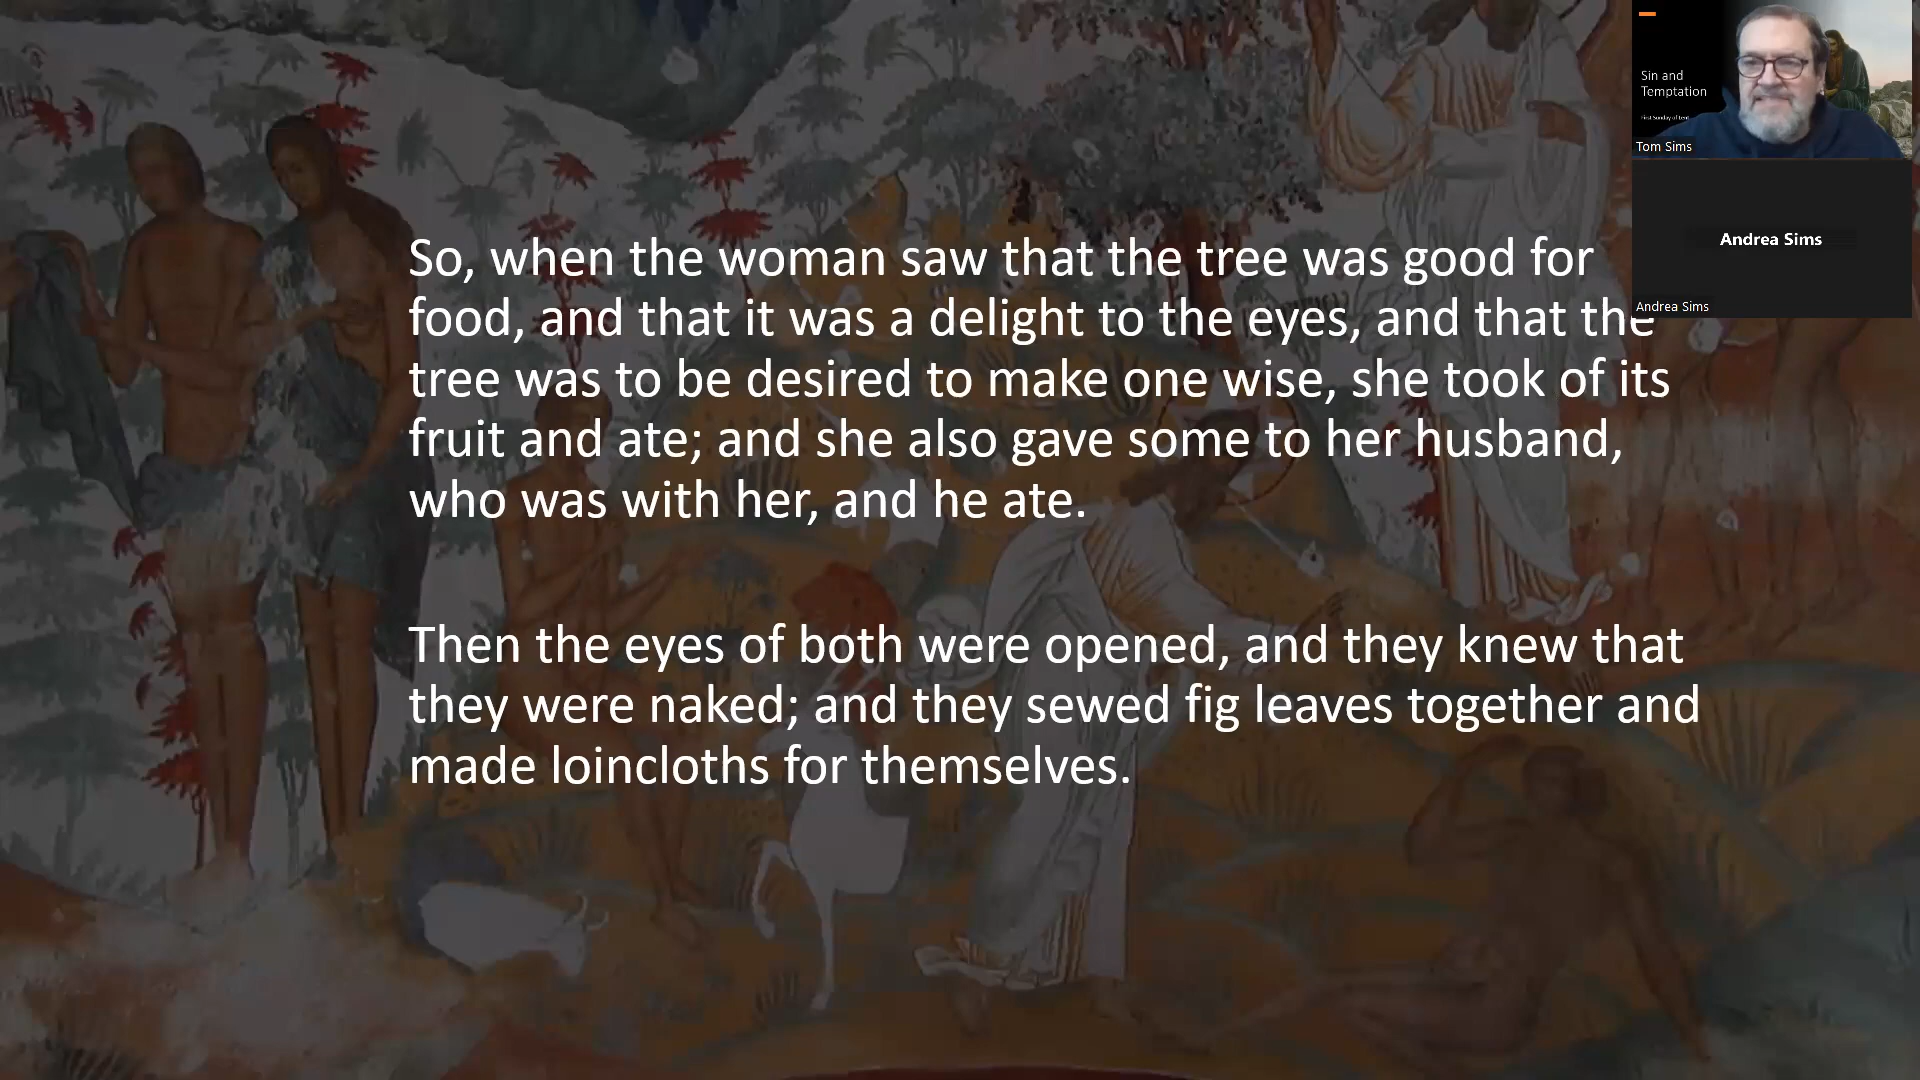 So, when the woman saw that the tree was good for
food, and that it was a delight to the eyes, and that the
tree was to be desired to make one wise, she took of its
fruit and ate; and she also gave some to her husband,
who was with her, and he ate.
Then the eyes of both were opened, and they knew that
they were naked; and they sewed fig leaves together and
made loincloths for themselves.
Sin and
Temptation
First Sunday of Lent
Tom Sims
Andrea Sims
Andrea Sims